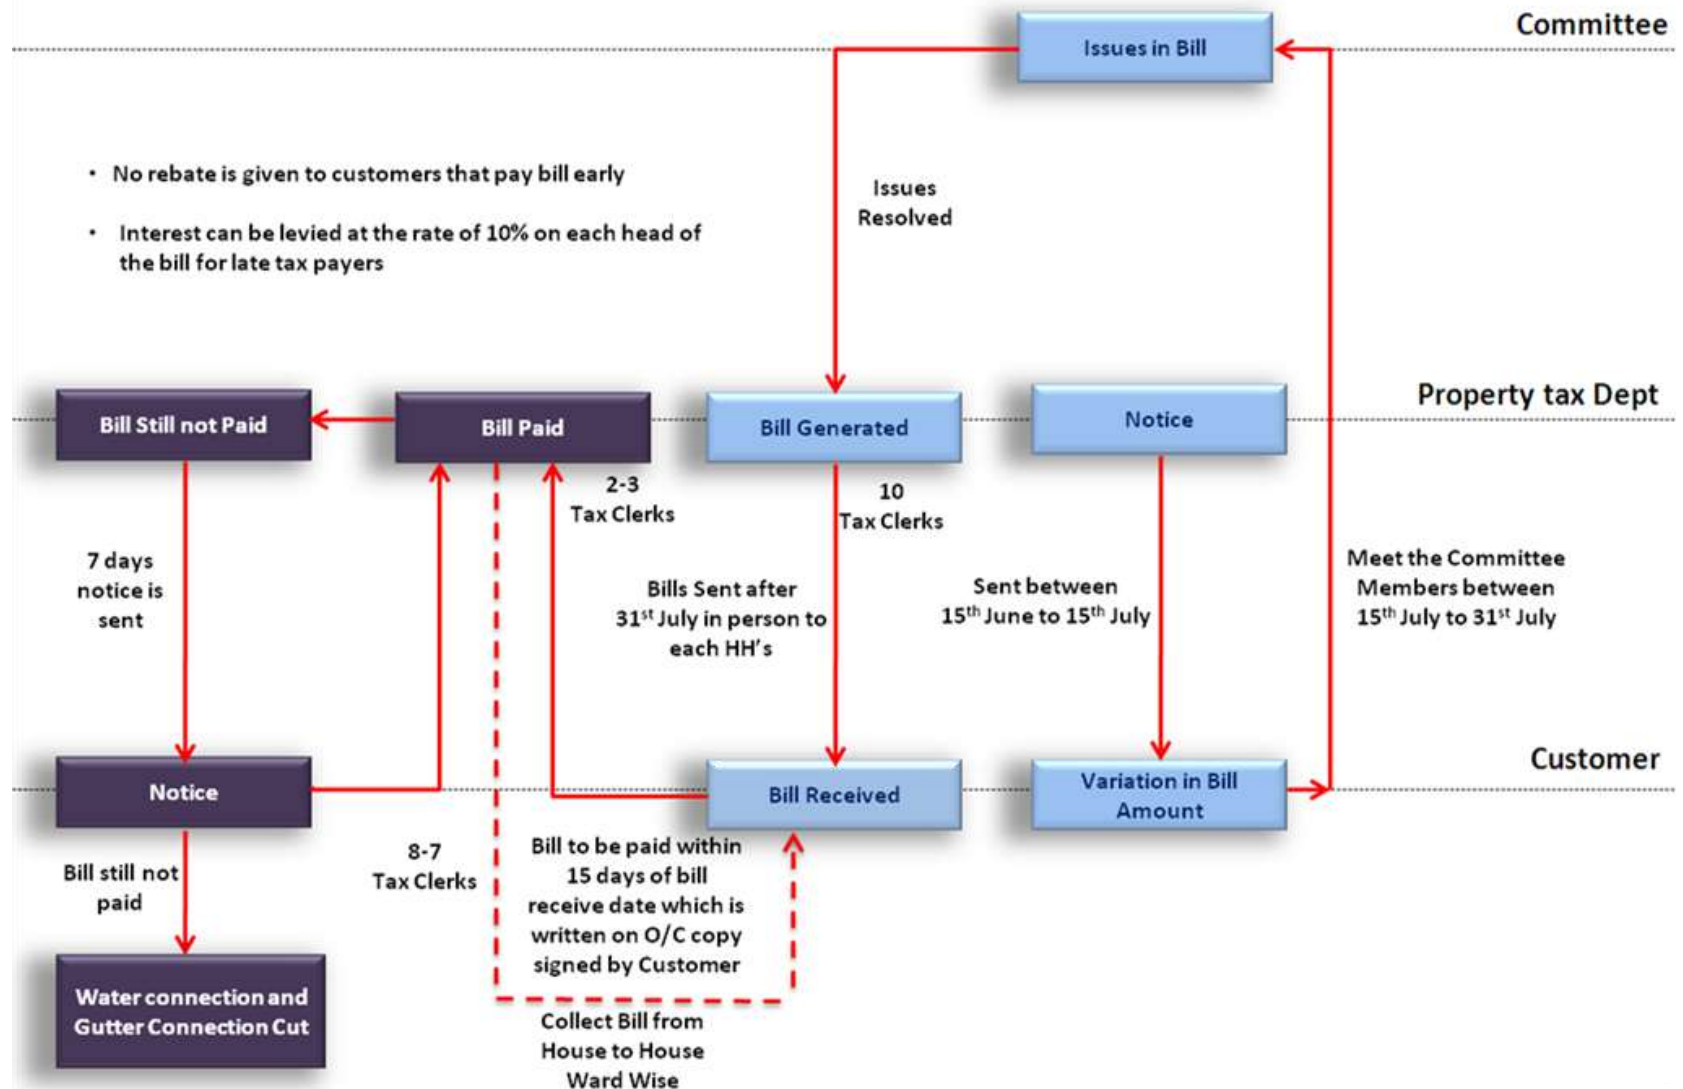 Committee
Issues in Bill
• No rebate is given to customers that pay bill early
• Interest can be levied at the rate of 10% on each head of
the bill for late tax payers
Issues
Resolved
Property tax Dept
Bill Still not Paid
Bill Paid
Bill Generated
Notice
2-3
Tax Clerks
10
Tax Clerks
7 days
notice is
sent
Bills Sent after
31st July in person to
each HH's
Sent between
15th June to 15th July
Meet the Committee
Members between
15th July to 31st July
Customer
Notice
Bill Received
Variation in Bill
Amount
Bill still not
paid
8-7
Tax Clerks
Bill to be paid within
15 days of bill
receive date which is
written on O/C copy
signed by Customer
Water connection and
Gutter Connection Cut
Collect Bill from
House to House
Ward Wise